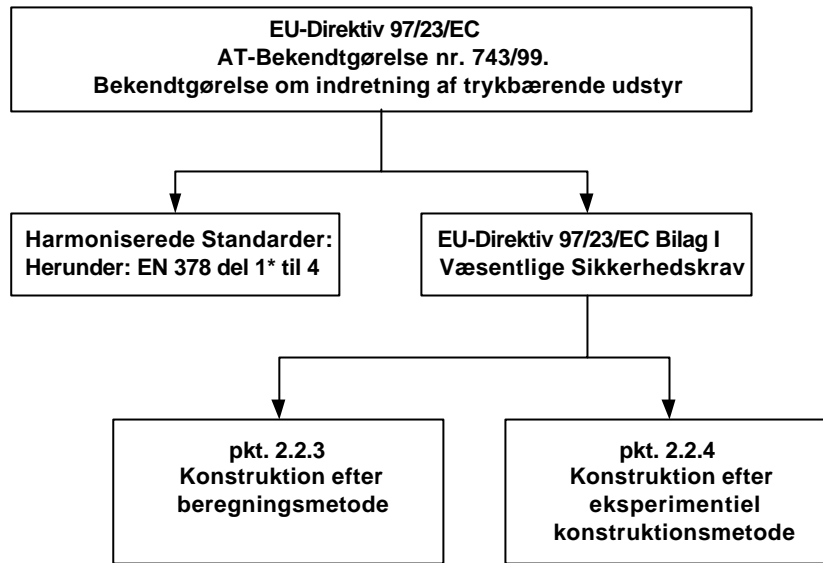 EU-Direktiv 97/23/EC
AT-Bekendtgørelse nr. 743/99.
Bekendtgørelse om indretning af trykbærende udstyr
Harmoniserede Standarder:
Herunder: EN 378 del 1* til 4
EU-Direktiv 97/23/EC Bilag I
Væsentlige Sikkerhedskrav
pkt. 2.2.3
Konstruktion efter
beregningsmetode
pkt. 2.2.4
Konstruktion efter
eksperimentiel
konstruktionsmetode